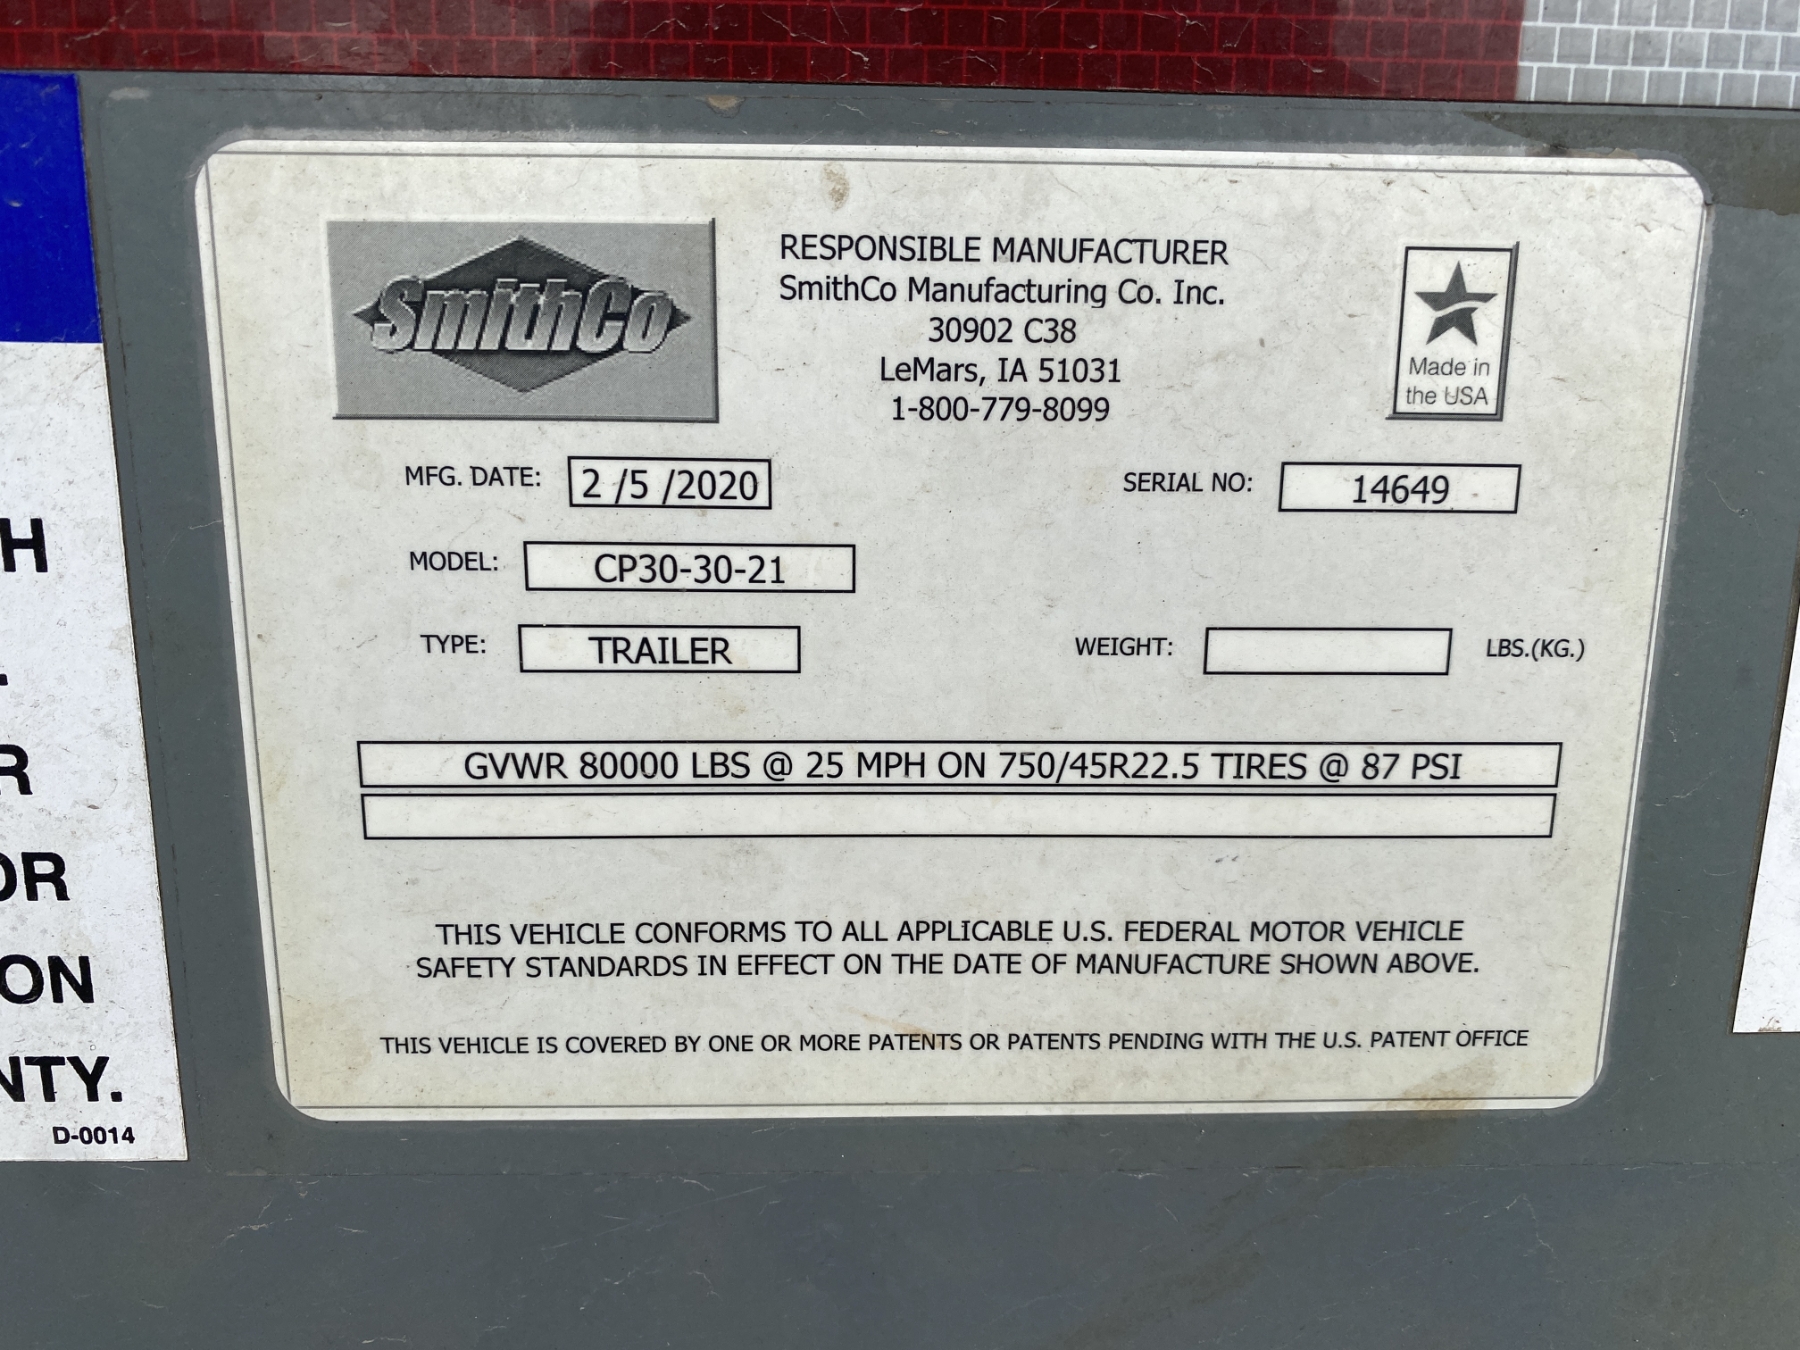 SmithCo
RESPONSIBLE MANUFACTURER
SmithCo Manufacturing Co. Inc.
30902 C38
LeMars, IA 51031
1-800-779-8099
Made in
the USA
MFG. DATE: 2 /5 /2020
SERIAL NO: 14649
MODEL: CP30-30-21
TYPE: TRAILER
WEIGHT: LBS.(KG.)
GVWR 80000 LBS @ 25 MPH ON 750/45R22.5 TIRES @ 87 PSI
THIS VEHICLE CONFORMS TO ALL APPLICABLE U.S. FEDERAL MOTOR VEHICLE
SAFETY STANDARDS IN EFFECT ON THE DATE OF MANUFACTURE SHOWN ABOVE.
THIS VEHICLE IS COVERED BY ONE OR MORE PATENTS OR PATENTS PENDING WITH THE U.S. PATENT OFFICE
H
R
OR
ON
NTY.
D-0014